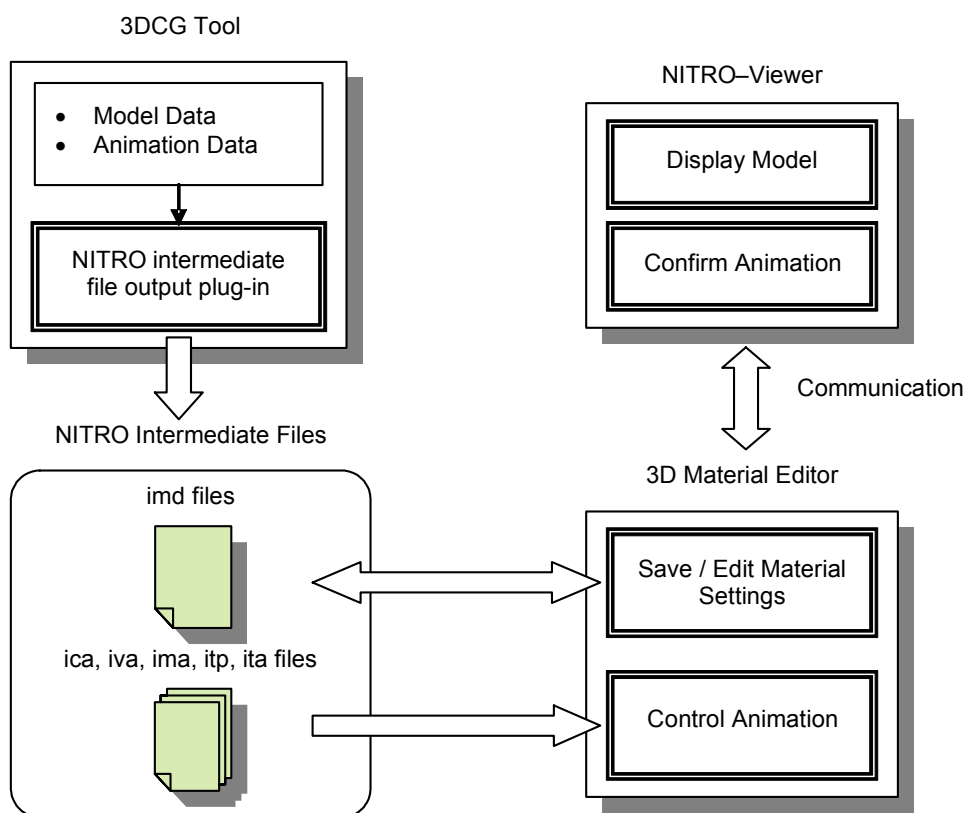 3DCG Tool
• Model Data
• Animation Data
NITRO intermediate
file output plug-in
NITRO Intermediate Files
imd files
ica, iva, ima, itp, ita files
NITRO–Viewer
Display Model
Confirm Animation
Communication
3D Material Editor
Save / Edit Material
Settings
Control Animation